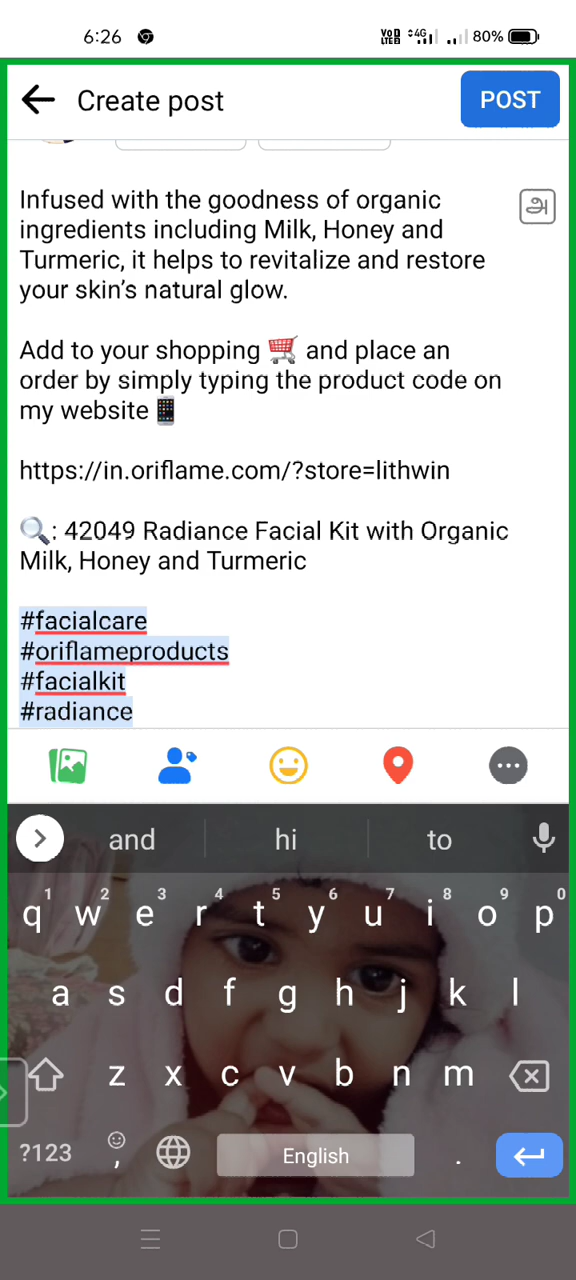 6:26
VoD
LTED
4G
80%
Create post
POST
Infused with the goodness of organic
அ
ingredients including Milk, Honey and
Turmeric, it helps to revitalize and restore
your skin’s natural glow.
Add to your shopping 🛒 and place an
order by simply typing the product code on
my website 📱
https://in.oriflame.com/?store=lithwin
🔍: 42049 Radiance Facial Kit with Organic
Milk, Honey and Turmeric
#facialcare
#oriflameproducts
#facialkit
#radiance
and hi to
1 2 3 4 5 6 7 8 9 0
q w e r t y u i o p
a s d f g h j k l
z x c v b n m
?123 , English .